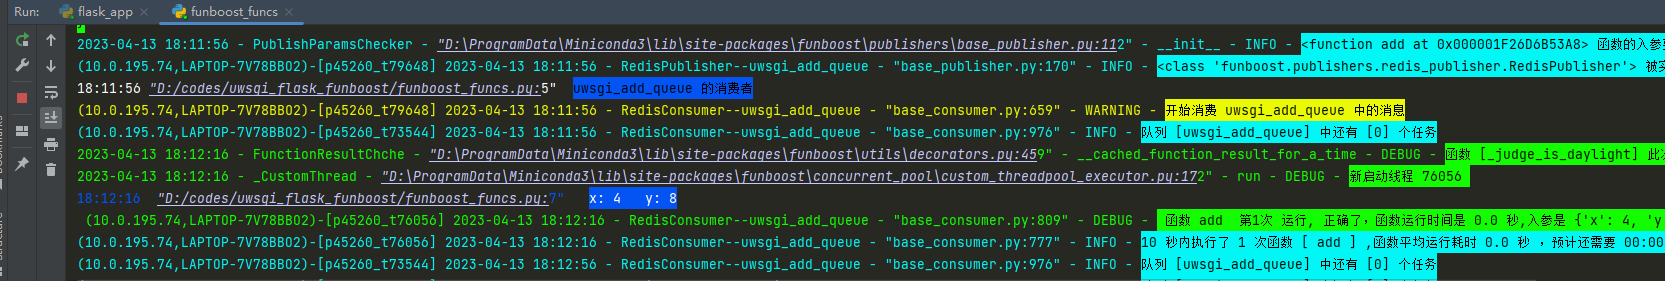 Run: flask_app × funboost_funcs ×
2023-04-13 18:11:56 - PublishParamsChecker - "D:\ProgramData\Miniconda3\lib\site-packages\funboost\publishers\base_publisher.py:112" - __init__ - INFO - <function add at 0x000001F26D6B53A8> 函数的入参要
(10.0.195.74,LAPTOP-7V78BBO2)-[p45260_t79648] 2023-04-13 18:11:56 - RedisPublisher--uwsgi_add_queue - "base_publisher.py:170" - INFO - <class 'funboost.publishers.redis_publisher.RedisPublisher'> 被实
18:11:56 "D:/codes/uwsgi_flask_funboost/funboost_funcs.py:5" uwsgi_add_queue 的消费者
(10.0.195.74,LAPTOP-7V78BBO2)-[p45260_t79648] 2023-04-13 18:11:56 - RedisConsumer--uwsgi_add_queue - "base_consumer.py:659" - WARNING - 开始消费 uwsgi_add_queue 中的消息
(10.0.195.74,LAPTOP-7V78BBO2)-[p45260_t73544] 2023-04-13 18:11:56 - RedisConsumer--uwsgi_add_queue - "base_consumer.py:976" - INFO - 队列 [uwsgi_add_queue] 中还有 [0] 个任务
2023-04-13 18:12:16 - FunctionResultChche - "D:\ProgramData\Miniconda3\lib\site-packages\funboost\utils\decorators.py:459" - __cached_function_result_for_a_time - DEBUG - 函数 [_judge_is_daylight] 此次
2023-04-13 18:12:16 - _CustomThread - "D:\ProgramData\Miniconda3\lib\site-packages\funboost\concurrent_pool\custom_threadpool_executor.py:172" - run - DEBUG - 新启动线程 76056
18:12:16 "D:/codes/uwsgi_flask_funboost/funboost_funcs.py:7" x: 4 y: 8
(10.0.195.74,LAPTOP-7V78BBO2)-[p45260_t76056] 2023-04-13 18:12:16 - RedisConsumer--uwsgi_add_queue - "base_consumer.py:809" - DEBUG - 函数 add 第1次 运行, 正确了，函数运行时间是 0.0 秒,入参是 {'x': 4, 'y
(10.0.195.74,LAPTOP-7V78BBO2)-[p45260_t76056] 2023-04-13 18:12:16 - RedisConsumer--uwsgi_add_queue - "base_consumer.py:777" - INFO - 10 秒内执行了 1 次函数 [ add ] ,函数平均运行耗时 0.0 秒 ，预计还需要 00:00
(10.0.195.74,LAPTOP-7V78BBO2)-[p45260_t73544] 2023-04-13 18:12:56 - RedisConsumer--uwsgi_add_queue - "base_consumer.py:976" - INFO - 队列 [uwsgi_add_queue] 中还有 [0] 个任务